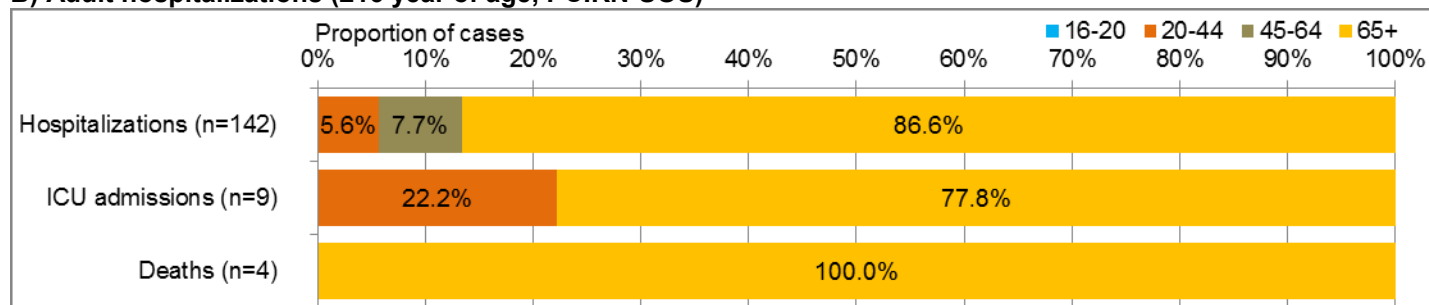 Proportion of cases
16-20 20-44 45-64 65+
0% 10% 20% 30% 40% 50% 60% 70% 80% 90% 100%
Hospitalizations (n=142) 5.6% 7.7% 86.6%
ICU admissions (n=9) 22.2% 77.8%
Deaths (n=4) 100.0%